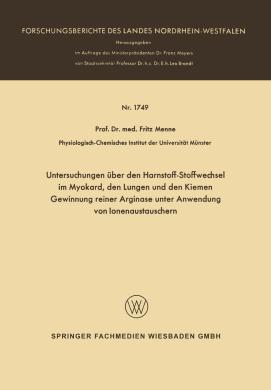 FORSCHUNGSBERICHTE DES LANDES NORDRHEIN-WESTFALEN
Herausgegeben
im Auftrage des Ministerpräsidenten Dr. Franz Meyers
von Staatssekretär Professor Dr. h. c. Dr. E. h. Leo Brandt
Nr. 1749
Prof. Dr. med. Fritz Menne
Physiologisch-Chemisches Institut der Universität Münster
Untersuchungen über den Harnstoff-Stoffwechsel
im Myokard, den Lungen und den Kiemen
Gewinnung reiner Arginase unter Anwendung
von Ionenaustauschern
SPRINGER FACHMEDIEN WIESBADEN GMBH